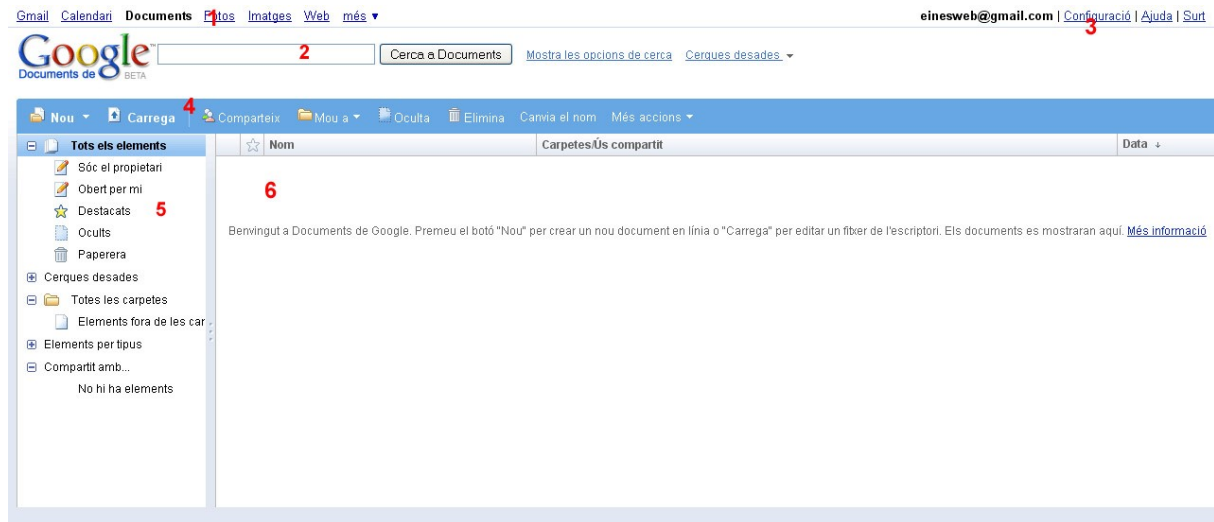 Gmail Calendari Documents Fotos Imatges Web més ▼ einesweb@gmail.com | Configuració | Ajuda | Surt
1
3
Google™ 2 Cerca a Documents Mostra les opcions de cerca Cerques desades
Documents de BETA
4
Nou Carrega Comparteix Mou a Oculta Elimina Canvia el nom Més accions
Tots els elements Nom Carpetes/Ús compartit Data ↓
Sóc el propietari
Obert per mi 6
Destacats 5
Ocults Benvingut a Documents de Google. Premeu el botó "Nou" per crear un nou document en línia o "Carrega" per editar un fitxer de l'escriptori. Els documents es mostraran aquí. Més informació
Paperera
Cerques desades
Totes les carpetes
Elements fora de les car
Elements per tipus
Compartit amb...
No hi ha elements